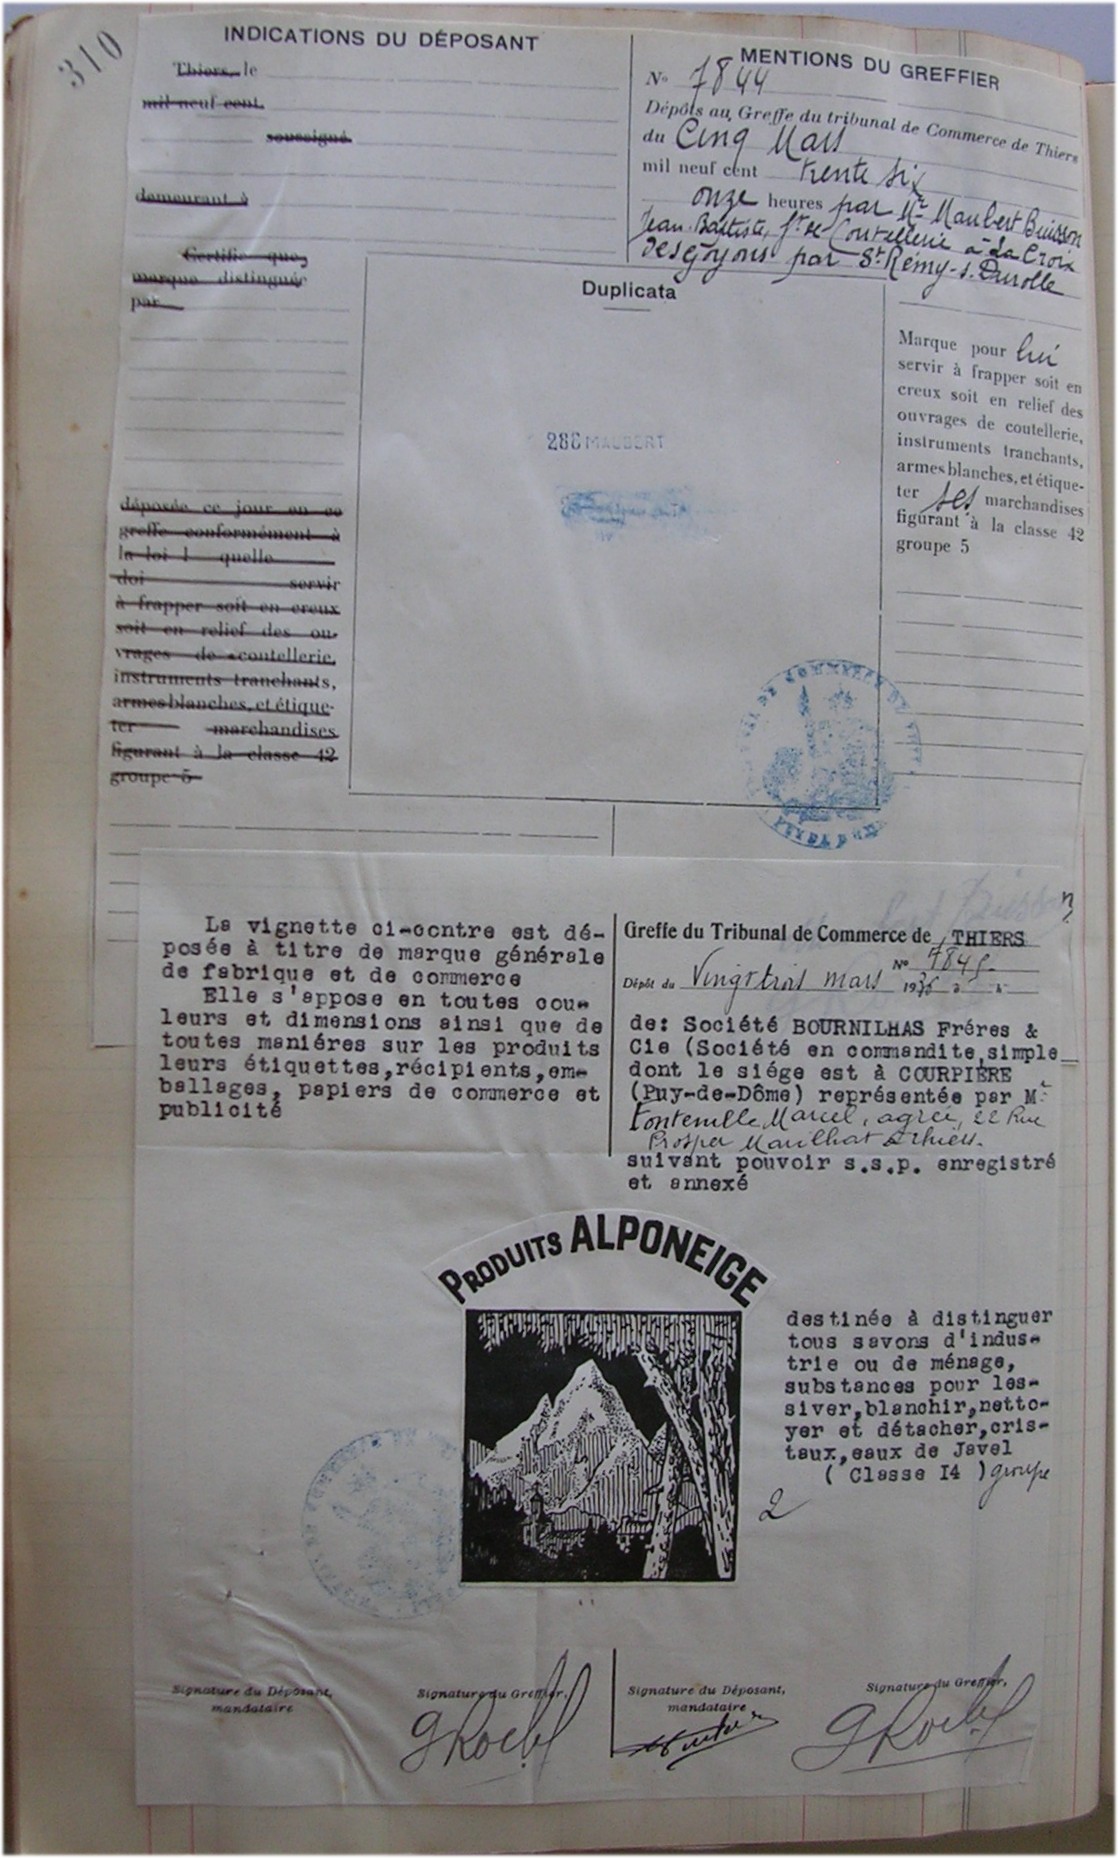 310
INDICATIONS DU DÉPOSANT
Thiers, le
mil neuf cent
soussigné
demeurant à
Certifie que
marque distinguée
par
déposée ce jour en ce
greffe conformément à
la loi l quelle
doi servir
à frapper soit en creux
soit en relief des ou-
vrages de coutellerie,
instruments tranchants,
armes blanches, et étique-
ter marchandises
figurant à la classe 42
groupe 5
MENTIONS DU GREFFIER
No 7844
Dépôts au Greffe du tribunal de Commerce de Thiers
du Cinq Mars
mil neuf cent trente six
onze heures par Mr Maubert Buisson
Jean-Baptiste, ft de Coutellerie à La Croix
des Goyons par St Rémy-s. Durolle
Duplicata
286 MAUBERT
Marque pour lui
servir à frapper soit en
creux soit en relief des
ouvrages de coutellerie,
instruments tranchants,
armes blanches, et étique-
ter ses marchandises
figurant à la classe 42
groupe 5
La vignette ci-contre est dé-
posée à titre de marque générale
de fabrique et de commerce
Elle s'appose en toutes cou-
leurs et dimensions ainsi que de
toutes maniéres sur les produits
leurs étiquettes,récipients,em-
ballages, papiers de commerce et
publicité
Greffe du Tribunal de Commerce de THIERS
No 7845
Dépôt du Vingt trois mars 1936 à h
de: Société BOURNILHAS Fréres &
Cie (Société en commandite simple
dont le siége est à COURPIERE
(Puy-de-Dôme) représentée par Mr
Fontenille Marcel, agréé, 22 Rue
Prosper Marilhat à Thiers.
suivant pouvoir s.s.p. enregistré
et annexé
PRODUITS ALPONEIGE
destinée à distinguer
tous savons d'indus-
trie ou de ménage,
substances pour les-
siver,blanchir,netto-
yer et détacher,cris-
taux,eaux de Javel
( Classe I4 ) groupe
2
Signature du Déposant,
mandataire
Signature du Greffier,
Signature du Déposant,
mandataire
Signature du Greffier,